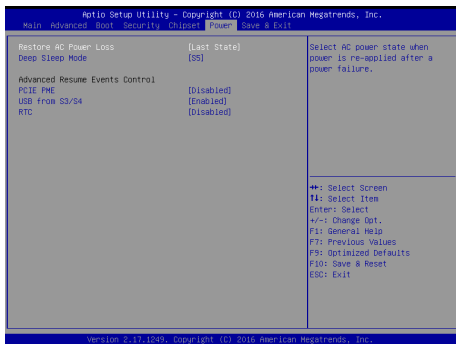 Aptio Setup Utility – Copyright (C) 2016 American Megatrends, Inc.
Main Advanced Boot Security Chipset Power Save & Exit
Restore AC Power Loss [Last State]
Deep Sleep Mode [S5]
Advanced Resume Events Control
PCIE PME [Disabled]
USB from S3/S4 [Enabled]
RTC [Disabled]
Select AC power state when
power is re-applied after a
power failure.
→←: Select Screen
↑↓: Select Item
Enter: Select
+/-: Change Opt.
F1: General Help
F7: Previous Values
F9: Optimized Defaults
F10: Save & Reset
ESC: Exit
Version 2.17.1249. Copyright (C) 2016 American Megatrends, Inc.